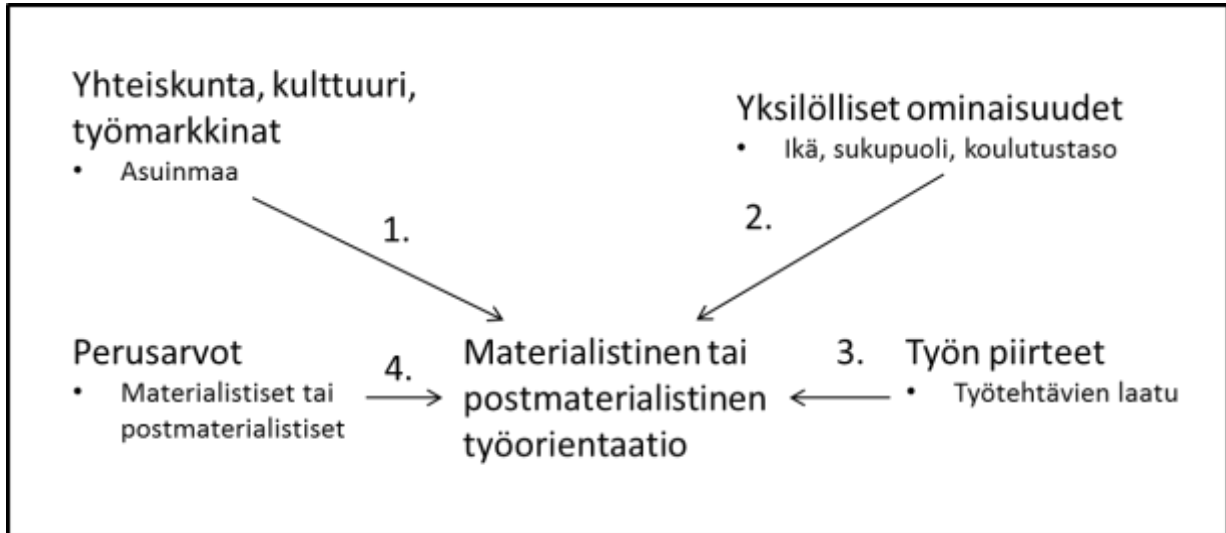 Yhteiskunta, kulttuuri,
työmarkkinat
• Asuinmaa
Yksilölliset ominaisuudet
• Ikä, sukupuoli, koulutustaso
1.
2.
Perusarvot
• Materialistiset tai
postmaterialistiset
4.
Materialistinen tai
postmaterialistinen
työorientaatio
3.
Työn piirteet
• Työtehtävien laatu